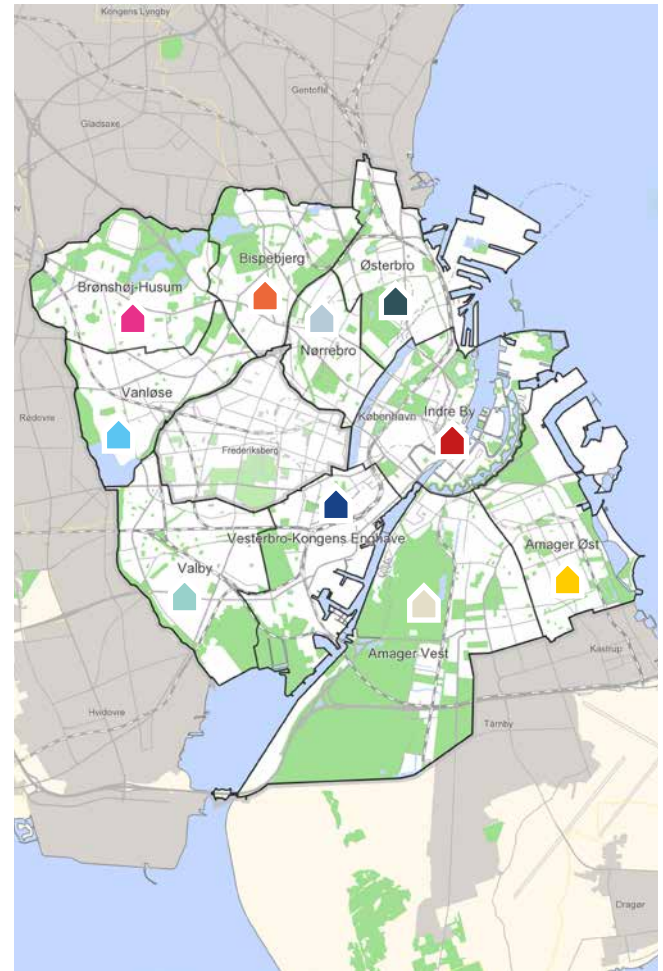 Kongens Lyngby
Gentofte
Gladsaxe
Bispebjerg
Østerbro
Brønshøj-Husum
Nørrebro
Vanløse
København
Indre By
Rødovre
Frederiksberg
Vesterbro-Kongens Enghave
Amager Øst
Valby
Amager Vest
Kastrup
Hvidovre
Tårnby
Dragør